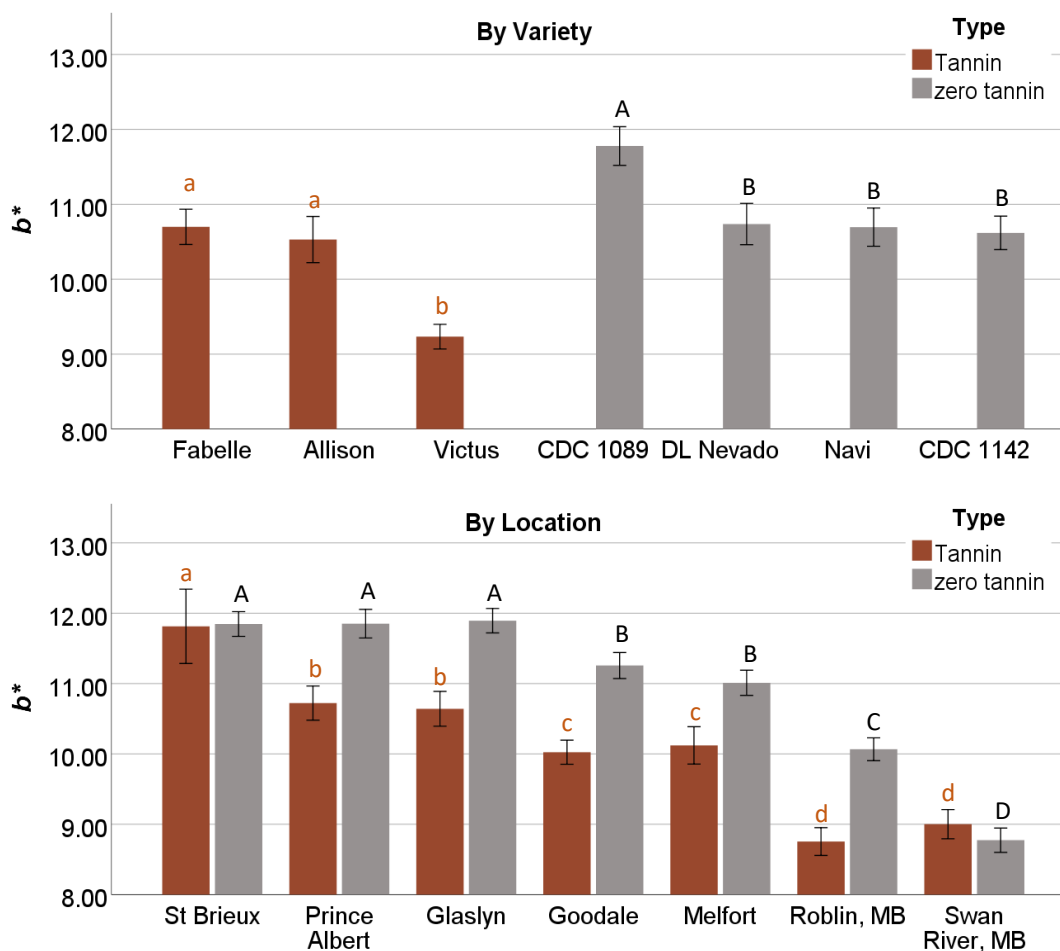 By Variety
Type
Tannin
zero tannin
13.00
12.00
11.00
10.00
9.00
8.00
b*
a
a
b
A
B
B
B
Fabelle Allison Victus CDC 1089 DL Nevado Navi CDC 1142
By Location
Type
Tannin
zero tannin
13.00
12.00
11.00
10.00
9.00
8.00
b*
a A
b A
b A
c B
c B
d C
d D
St Brieux Prince Glaslyn Goodale Melfort Roblin, MB Swan
Albert River, MB